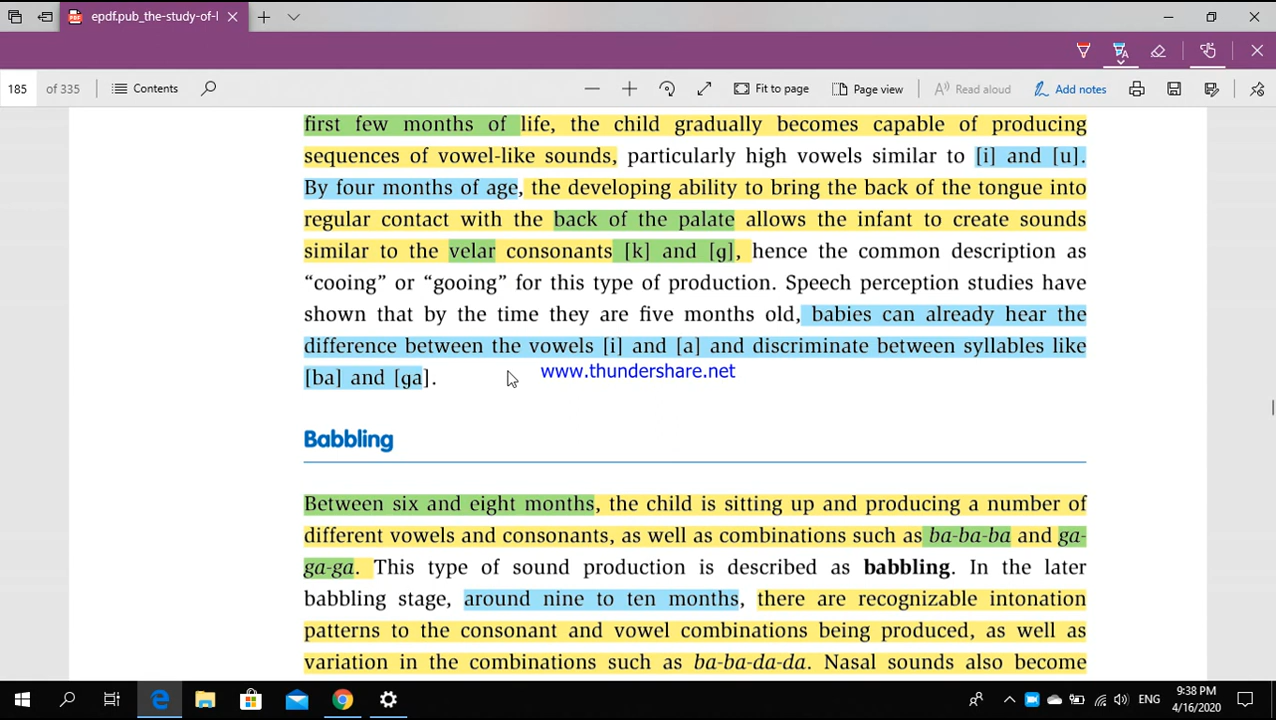 epdf.pub_the-study-of-l
185 of 335 Contents Fit to page Page view Read aloud Add notes
first few months of life, the child gradually becomes capable of producing
sequences of vowel-like sounds, particularly high vowels similar to [i] and [u].
By four months of age, the developing ability to bring the back of the tongue into
regular contact with the back of the palate allows the infant to create sounds
similar to the velar consonants [k] and [ɡ], hence the common description as
“cooing” or “gooing” for this type of production. Speech perception studies have
shown that by the time they are five months old, babies can already hear the
difference between the vowels [i] and [a] and discriminate between syllables like
[ba] and [ɡa].
www.thundershare.net
Babbling
Between six and eight months, the child is sitting up and producing a number of
different vowels and consonants, as well as combinations such as ba-ba-ba and ga-
ga-ga. This type of sound production is described as babbling. In the later
babbling stage, around nine to ten months, there are recognizable intonation
patterns to the consonant and vowel combinations being produced, as well as
variation in the combinations such as ba-ba-da-da. Nasal sounds also become
ENG
9:38 PM
4/16/2020